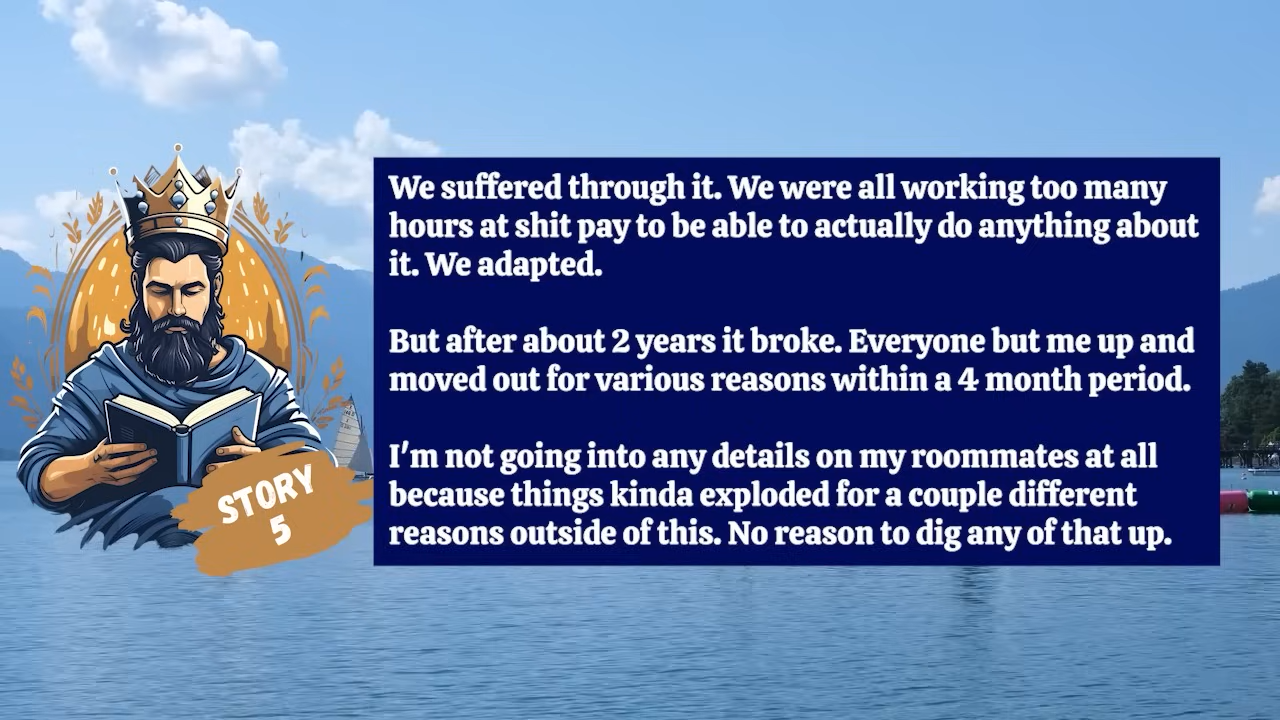 We suffered through it. We were all working too many
hours at shit pay to be able to actually do anything about
it. We adapted.
But after about 2 years it broke. Everyone but me up and
moved out for various reasons within a 4 month period.
I'm not going into any details on my roommates at all
because things kinda exploded for a couple different
reasons outside of this. No reason to dig any of that up.
STORY
5